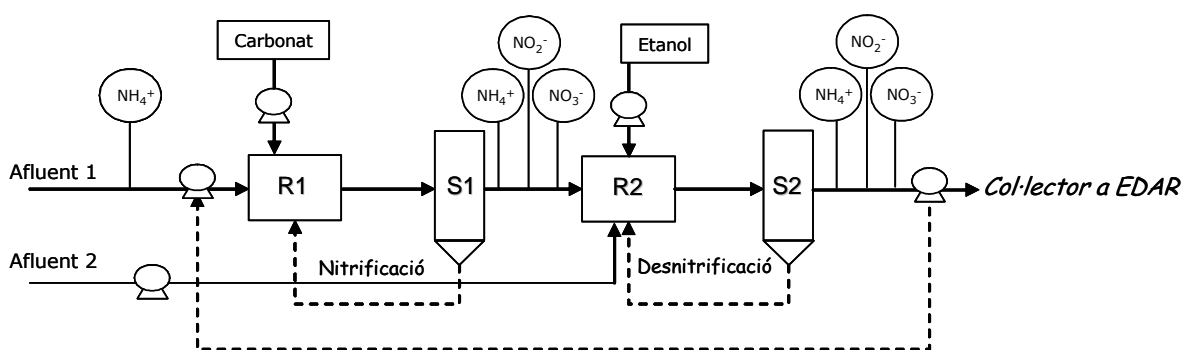 Carbonat
Etanol
NO₂⁻
NO₂⁻
NH₄⁺
NH₄⁺
NO₃⁻
NH₄⁺
NO₃⁻
Afluent 1
R1
S1
R2
S2
Col·lector a EDAR
Afluent 2
Nitrificació
Desnitrificació